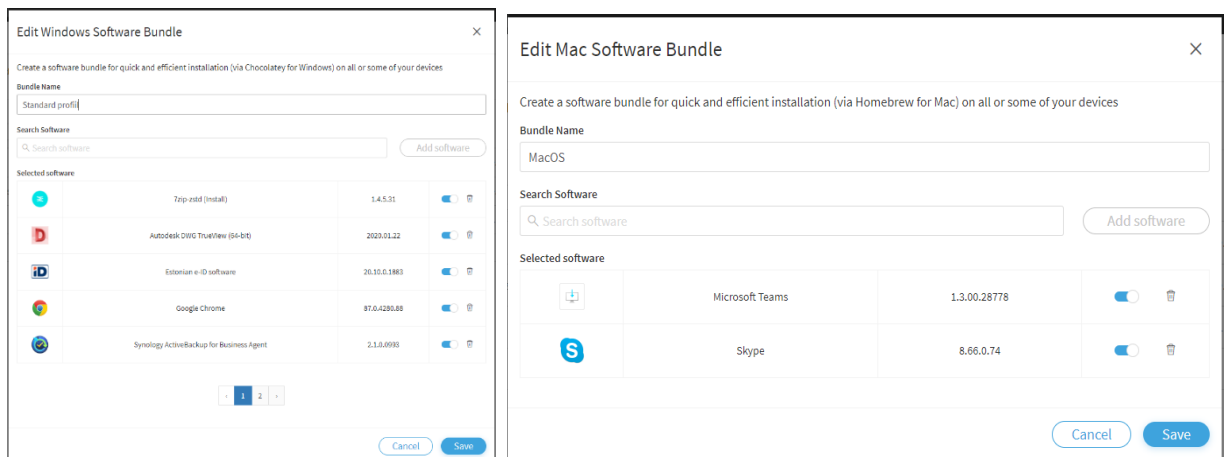 Edit Windows Software Bundle
Create a software bundle for quick and efficient installation (via Chocolatey for Windows) on all or some of your devices
Bundle Name
Standard profiil
Search Software
Search software
Add software
Selected software
7zip-zstd (Install) 1.4.5.31
D Autodesk DWG TrueView (64-bit) 2020.01.22
iD Estonian e-ID software 20.10.0.1883
Google Chrome 87.0.4280.88
Synology ActiveBackup for Business Agent 2.1.0.0993
‹ 1 2 ›
Cancel Save
Edit Mac Software Bundle
Create a software bundle for quick and efficient installation (via Homebrew for Mac) on all or some of your devices
Bundle Name
MacOS
Search Software
Search software
Add software
Selected software
Microsoft Teams 1.3.00.28778
S Skype 8.66.0.74
Cancel Save